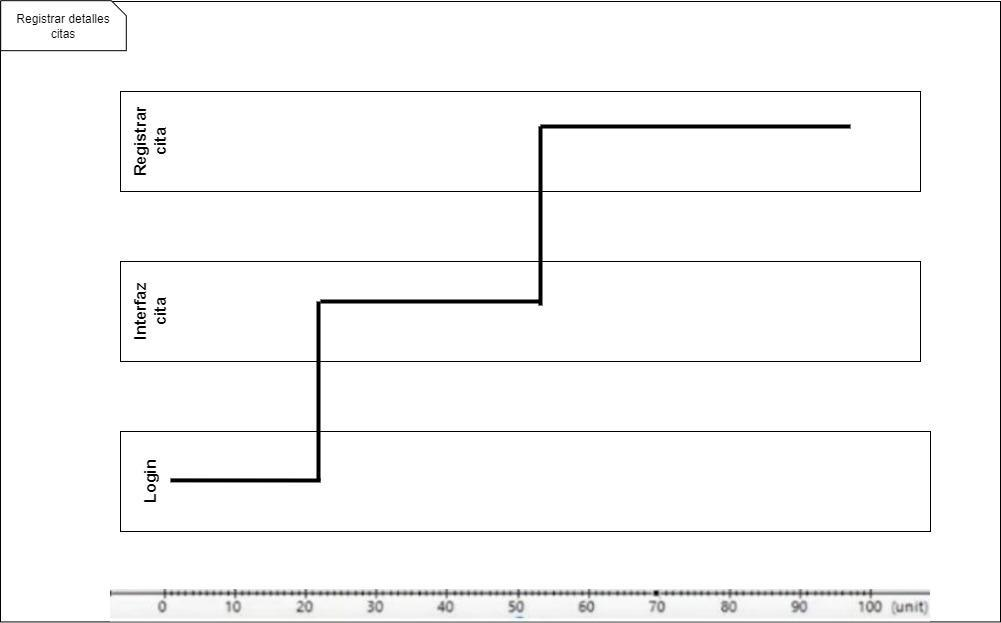 Registrar detalles
citas
Registrar
cita
Interfaz
cita
Login
0 10 20 30 40 50 60 70 80 90 100 (unit)